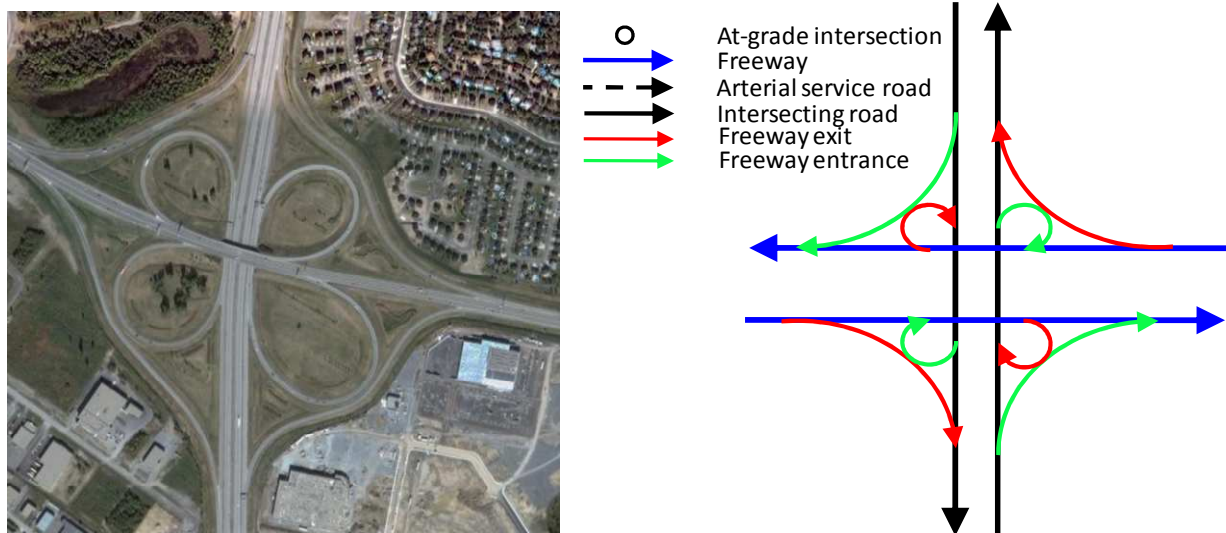 At-grade intersection
Freeway
Arterial service road
Intersecting road
Freeway exit
Freeway entrance